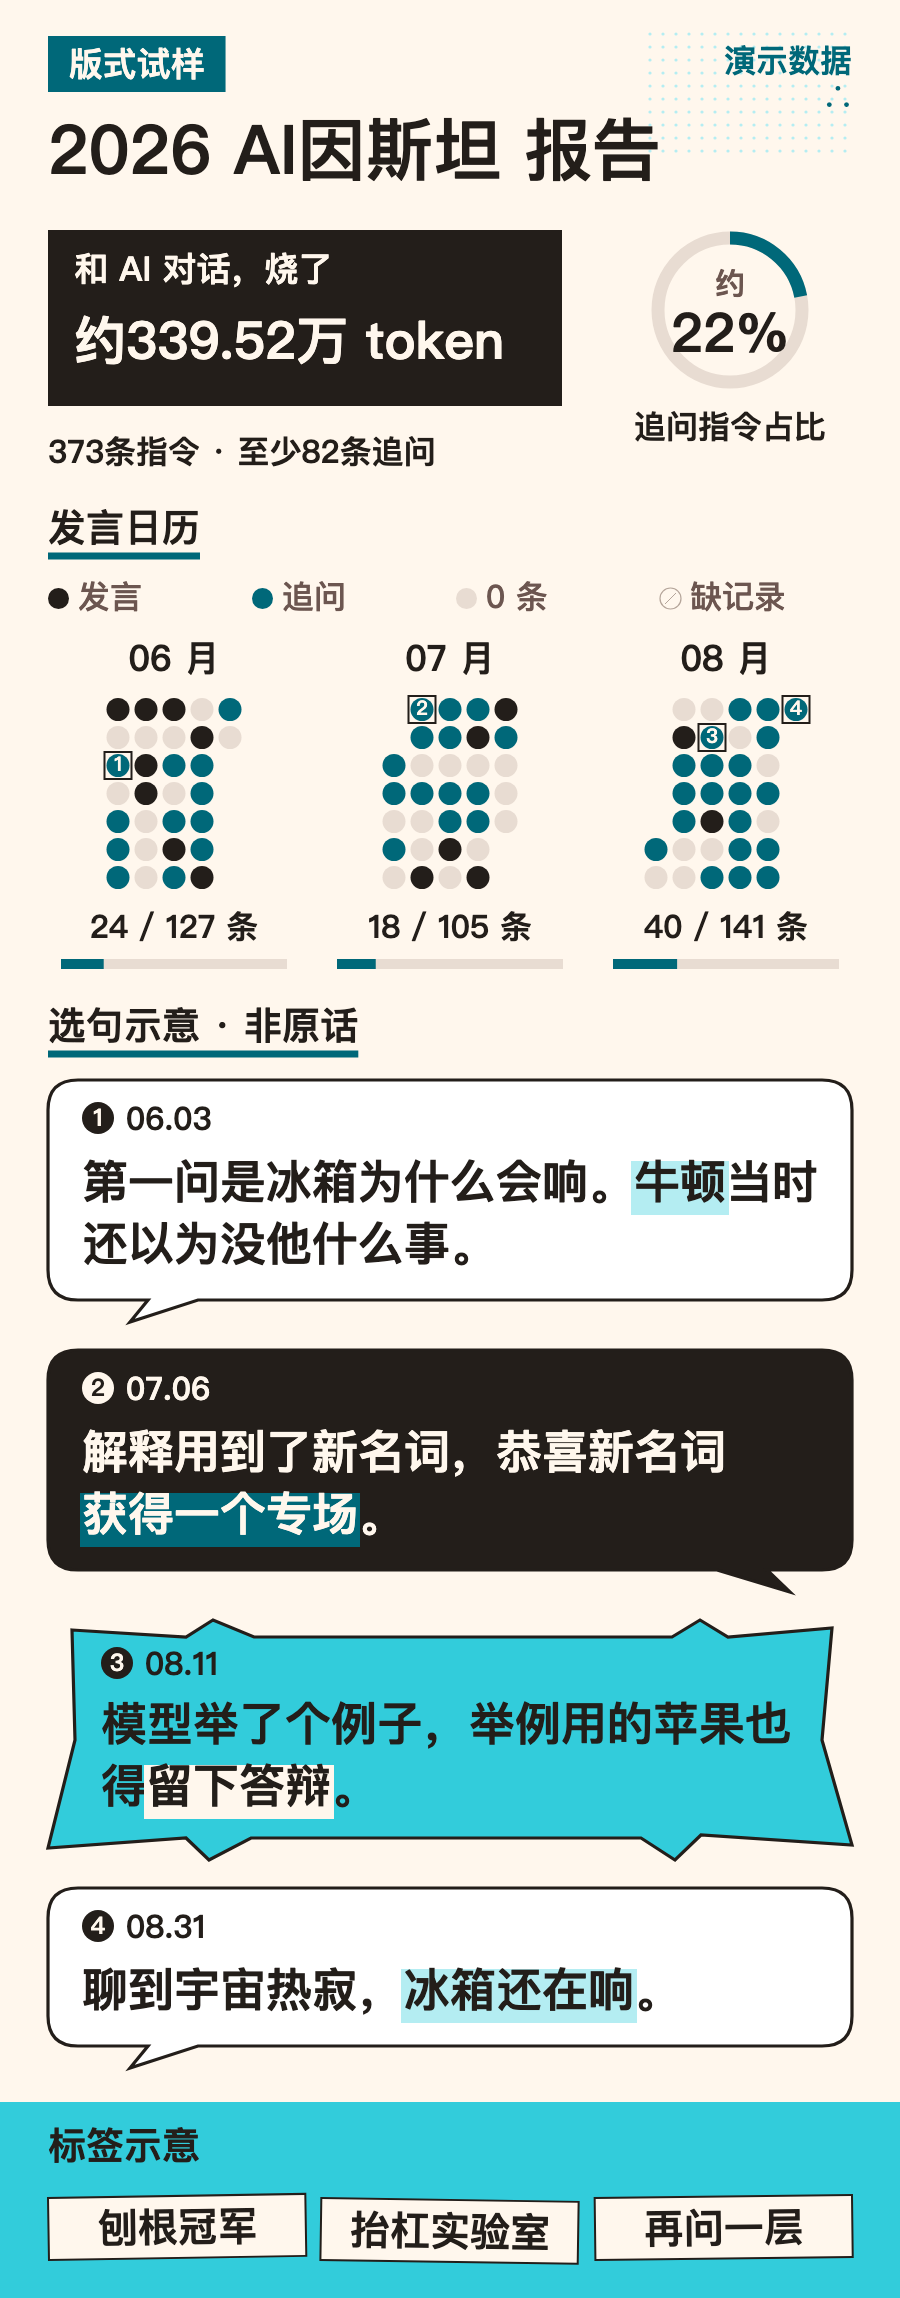 版式试样
演示数据
2026 AI因斯坦 报告
和 AI 对话，烧了
约339.52万 token
约
22%
追问指令占比
373条指令 · 至少82条追问
发言日历
发言
追问
0 条
缺记录
06 月
07 月
08 月
2
4
3
1
24 / 127 条
18 / 105 条
40 / 141 条
选句示意 · 非原话
1 06.03
第一问是冰箱为什么会响。牛顿当时
还以为没他什么事。
2 07.06
解释用到了新名词，恭喜新名词
获得一个专场。
3 08.11
模型举了个例子，举例用的苹果也
得留下答辩。
4 08.31
聊到宇宙热寂，冰箱还在响。
标签示意
刨根冠军
抬杠实验室
再问一层